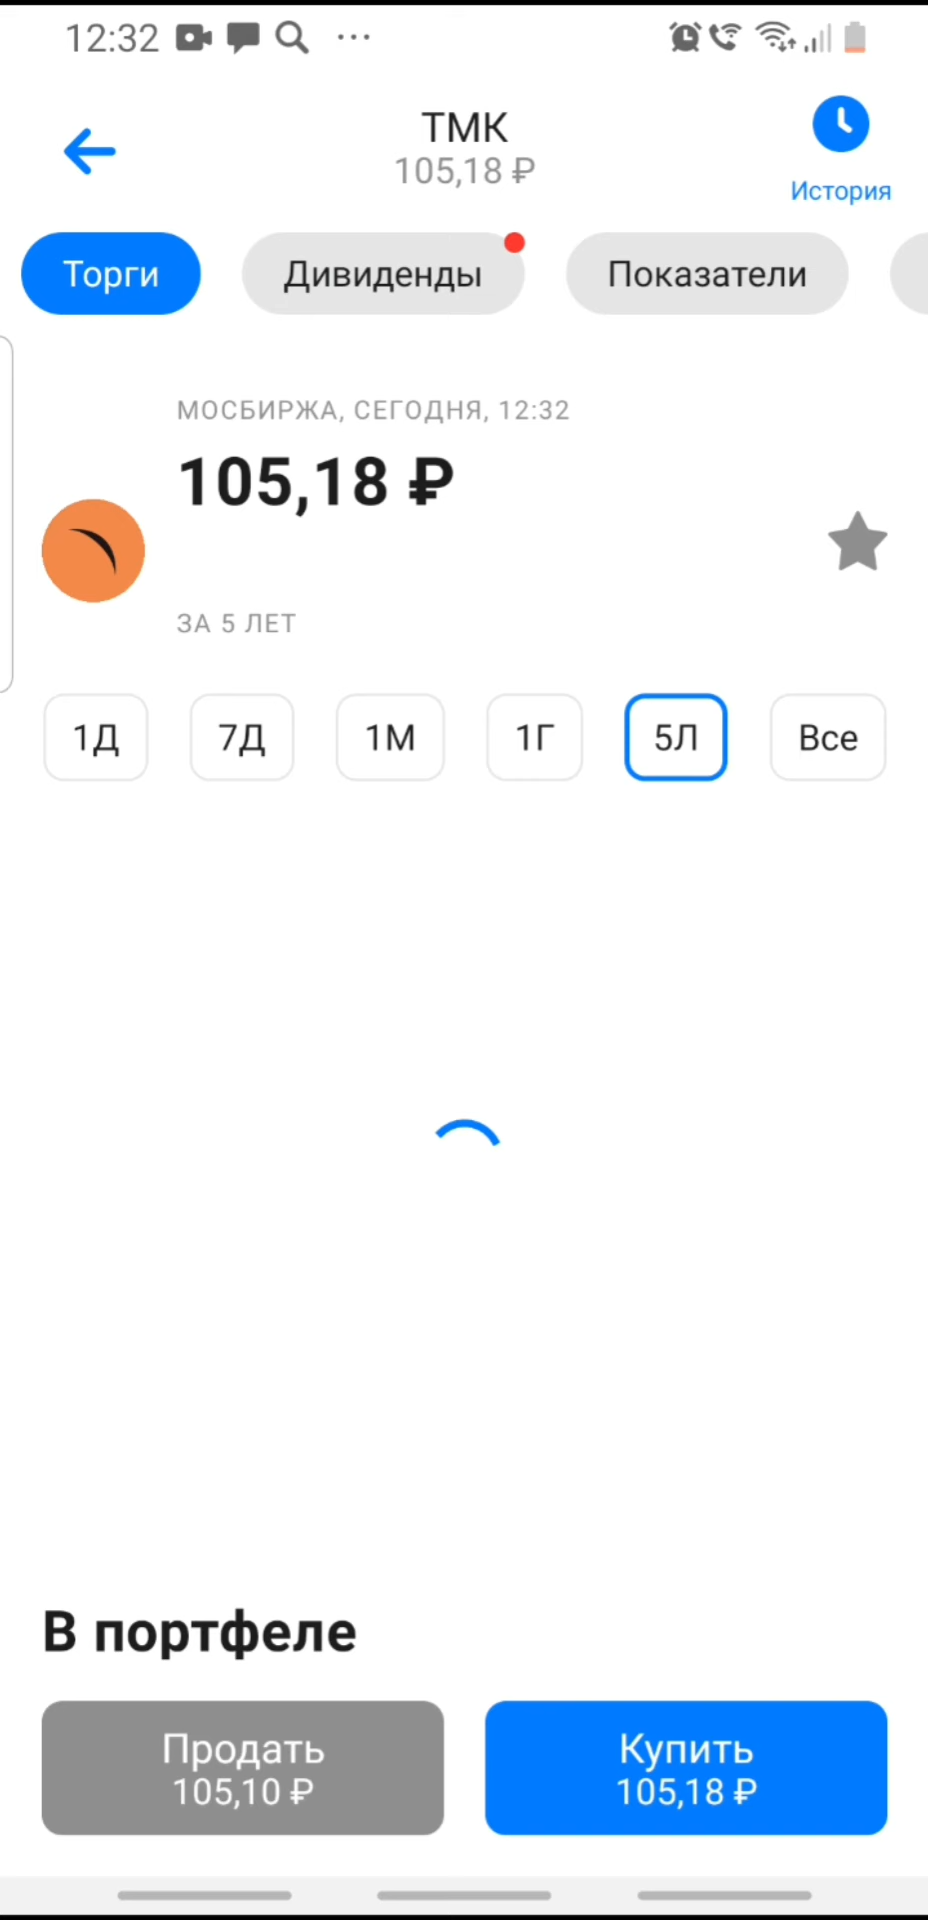 12:32
ТМК
105,18 ₽
История
Торги
Дивиденды
Показатели
МОСБИРЖА, СЕГОДНЯ, 12:32
105,18 ₽
ЗА 5 ЛЕТ
1Д
7Д
1М
1Г
5Л
Все
В портфеле
Продать
105,10 ₽
Купить
105,18 ₽